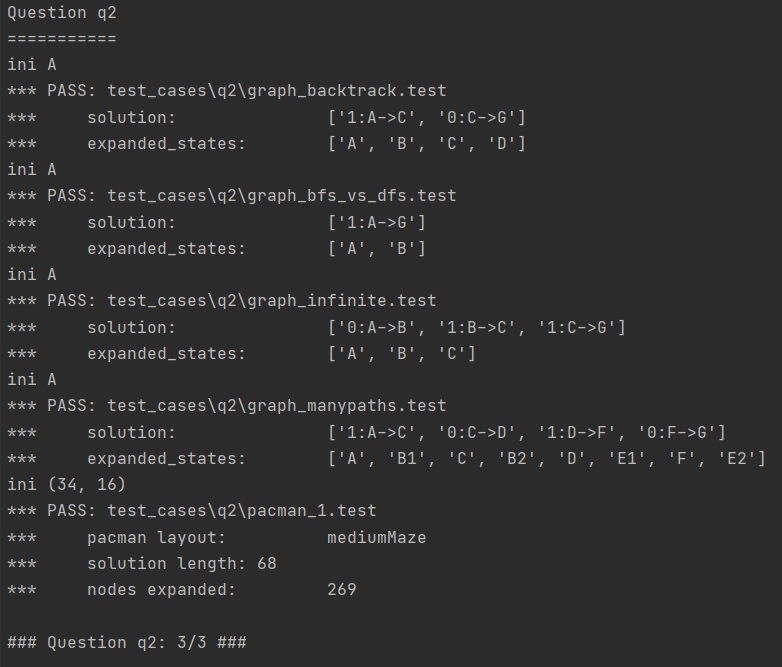 Question q2
===========
ini A
*** PASS: test_cases\q2\graph_backtrack.test
***     solution:               ['1:A->C', '0:C->G']
***     expanded_states:        ['A', 'B', 'C', 'D']
ini A
*** PASS: test_cases\q2\graph_bfs_vs_dfs.test
***     solution:               ['1:A->G']
***     expanded_states:        ['A', 'B']
ini A
*** PASS: test_cases\q2\graph_infinite.test
***     solution:               ['0:A->B', '1:B->C', '1:C->G']
***     expanded_states:        ['A', 'B', 'C']
ini A
*** PASS: test_cases\q2\graph_manypaths.test
***     solution:               ['1:A->C', '0:C->D', '1:D->F', '0:F->G']
***     expanded_states:        ['A', 'B1', 'C', 'B2', 'D', 'E1', 'F', 'E2']
ini (34, 16)
*** PASS: test_cases\q2\pacman_1.test
***     pacman layout:          mediumMaze
***     solution length: 68
***     nodes expanded:         269

### Question q2: 3/3 ###